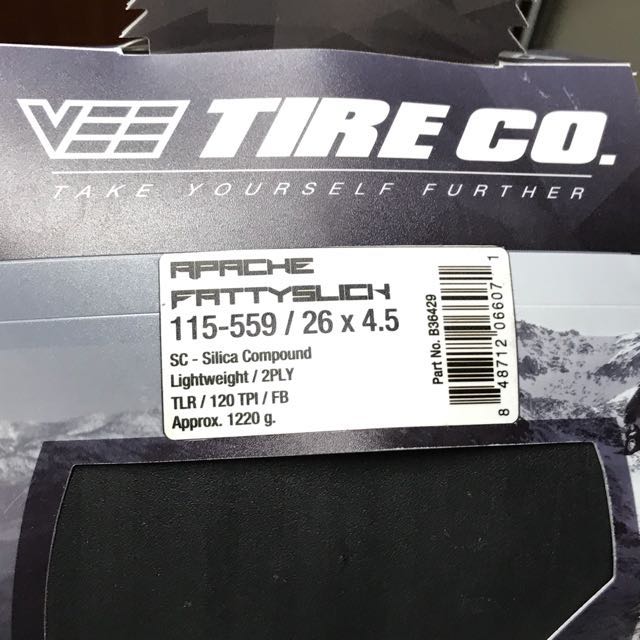 VEE TIRE CO.
TAKE YOURSELF FURTHER
APACHE
FATTYSLICK
115-559 / 26 x 4.5
SC - Silica Compound
Lightweight / 2PLY
TLR / 120 TPI / FB
Approx. 1220 g.
Part No. B36429
8 48712 06607 1